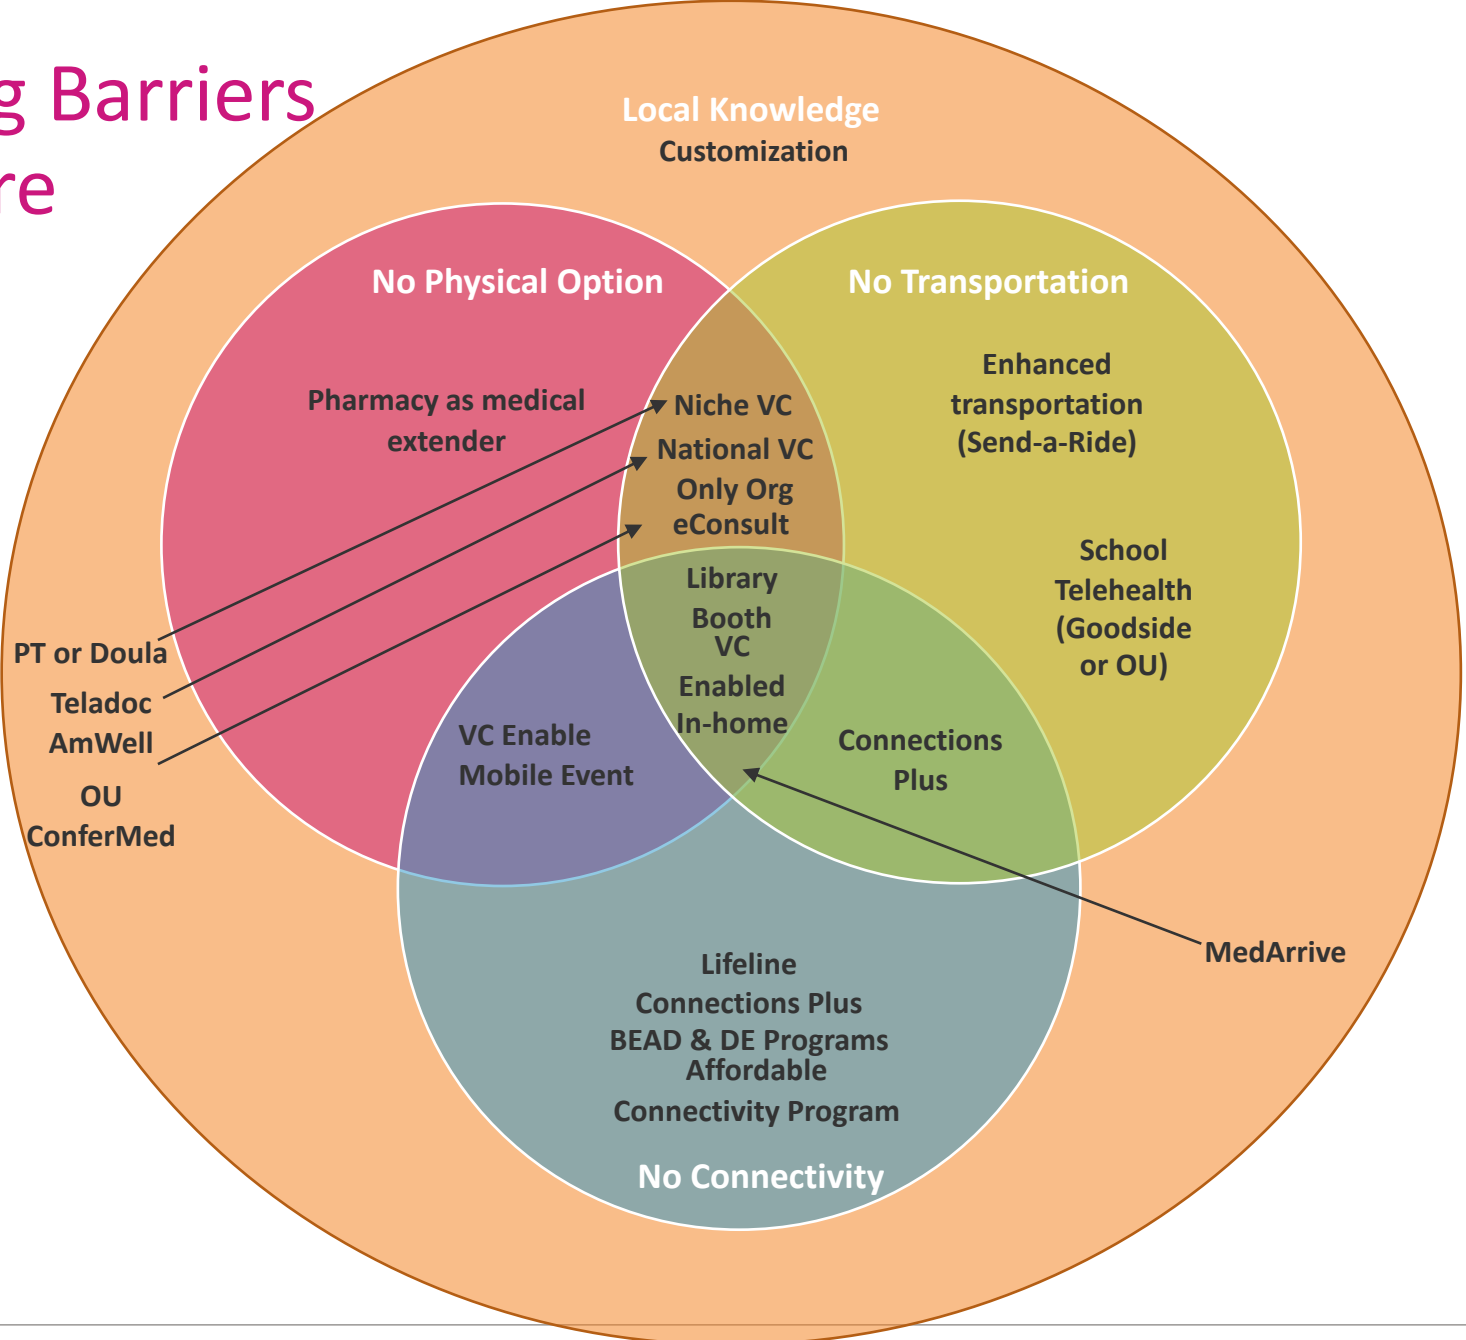 g Barriers
re
Local Knowledge
Customization
No Physical Option
No Transportation
Pharmacy as medical
extender
Niche VC
National VC
Only Org
eConsult
Enhanced
transportation
(Send-a-Ride)
School
Telehealth
(Goodside
or OU)
Library
Booth
VC
Enabled
In-home
PT or Doula
Teladoc
AmWell
OU
ConferMed
VC Enable
Mobile Event
Connections
Plus
MedArrive
Lifeline
Connections Plus
BEAD & DE Programs
Affordable
Connectivity Program
No Connectivity